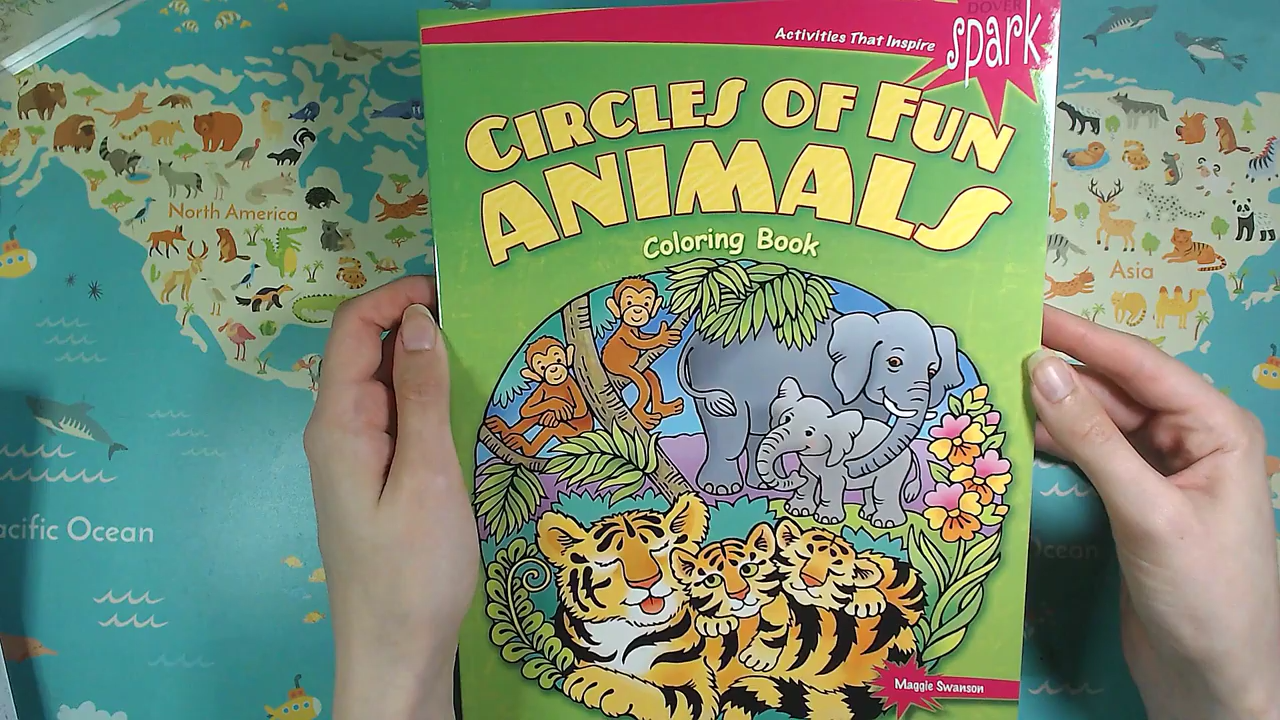 DOVER
spark
Activities That Inspire
CIRCLES OF FUN
ANIMALS
Coloring Book
Maggie Swanson
North America
Asia
acific Ocean
Ocean